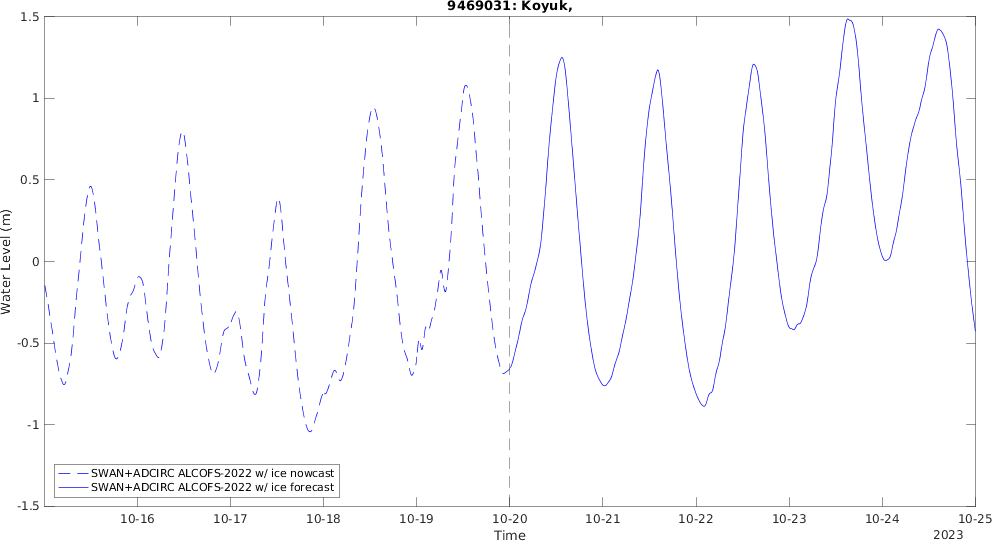 9469031: Koyuk,
1.5
1
0.5
0
-0.5
-1
-1.5
Water Level (m)
SWAN+ADCIRC ALCOFS-2022 w/ ice nowcast
SWAN+ADCIRC ALCOFS-2022 w/ ice forecast
10-16 10-17 10-18 10-19 10-20 10-21 10-22 10-23 10-24 10-25
Time
2023